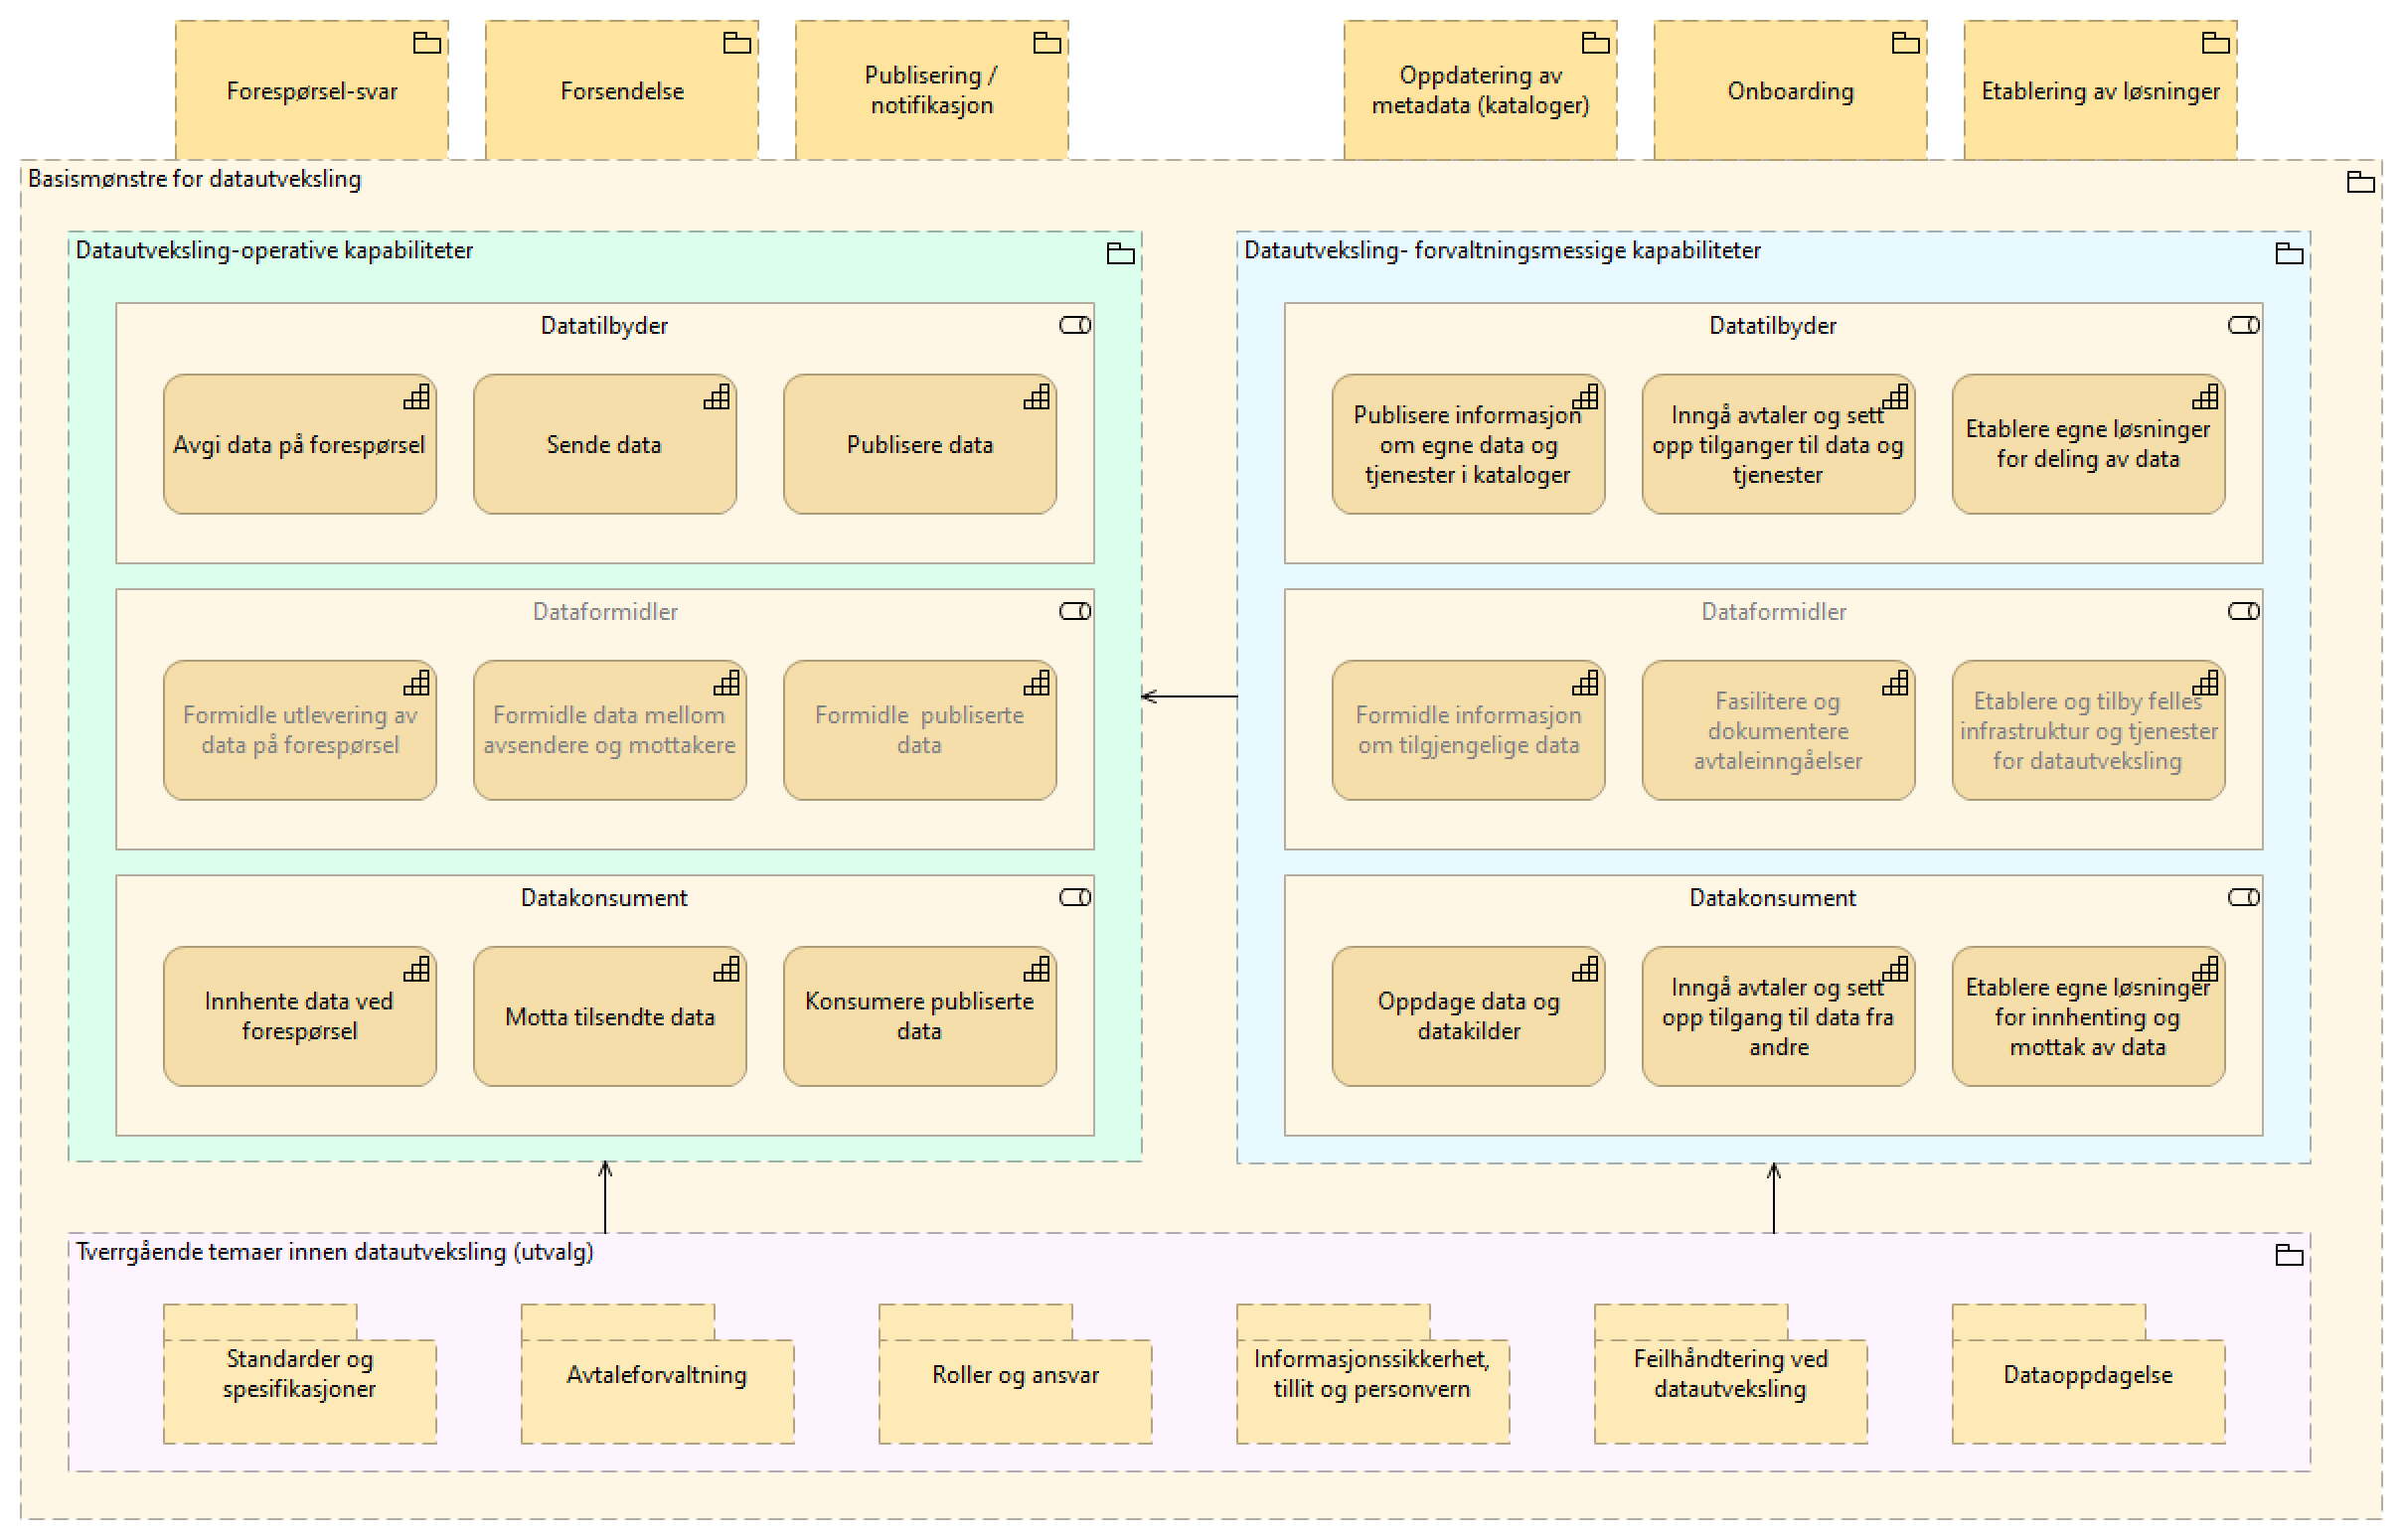 Forespørsel-svar
Forsendelse
Publisering /
notifikasjon
Oppdatering av
metadata (kataloger)
Onboarding
Etablering av løsninger
Basismønstre for datautveksling
Datautveksling-operative kapabiliteter
Datatilbyder
Avgi data på forespørsel
Sende data
Publisere data
Dataformidler
Formidle utlevering av
data på forespørsel
Formidle data mellom
avsendere og mottakere
Formidle  publiserte
data
Datakonsument
Innhente data ved
forespørsel
Motta tilsendte data
Konsumere publiserte
data
Datautveksling- forvaltningsmessige kapabiliteter
Datatilbyder
Publisere informasjon
om egne data og
tjenester i kataloger
Inngå avtaler og sett
opp tilganger til data og
tjenester
Etablere egne løsninger
for deling av data
Dataformidler
Formidle informasjon
om tilgjengelige data
Fasilitere og
dokumentere
avtaleinngåelser
Etablere og tilby felles
infrastruktur og tjenester
for datautveksling
Datakonsument
Oppdage data og
datakilder
Inngå avtaler og sett
opp tilgang til data fra
andre
Etablere egne løsninger
for innhenting og
mottak av data
Tverrgående temaer innen datautveksling (utvalg)
Standarder og
spesifikasjoner
Avtaleforvaltning
Roller og ansvar
Informasjonssikkerhet,
tillit og personvern
Feilhåndtering ved
datautveksling
Dataoppdagelse